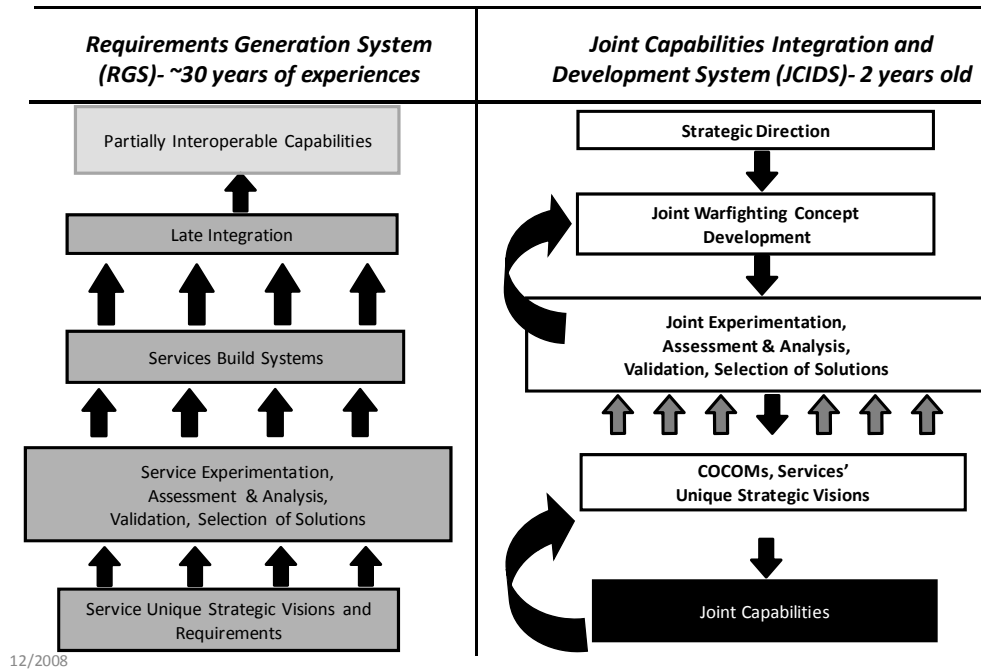 Requirements Generation System
(RGS)- ~30 years of experiences
Partially Interoperable Capabilities
Late Integration
Services Build Systems
Service Experimentation,
Assessment & Analysis,
Validation, Selection of Solutions
Service Unique Strategic Visions and
Requirements
Joint Capabilities Integration and
Development System (JCIDS)- 2 years old
Strategic Direction
Joint Warfighting Concept
Development
Joint Experimentation,
Assessment & Analysis,
Validation, Selection of Solutions
COCOMs, Services’
Unique Strategic Visions
Joint Capabilities
12/2008